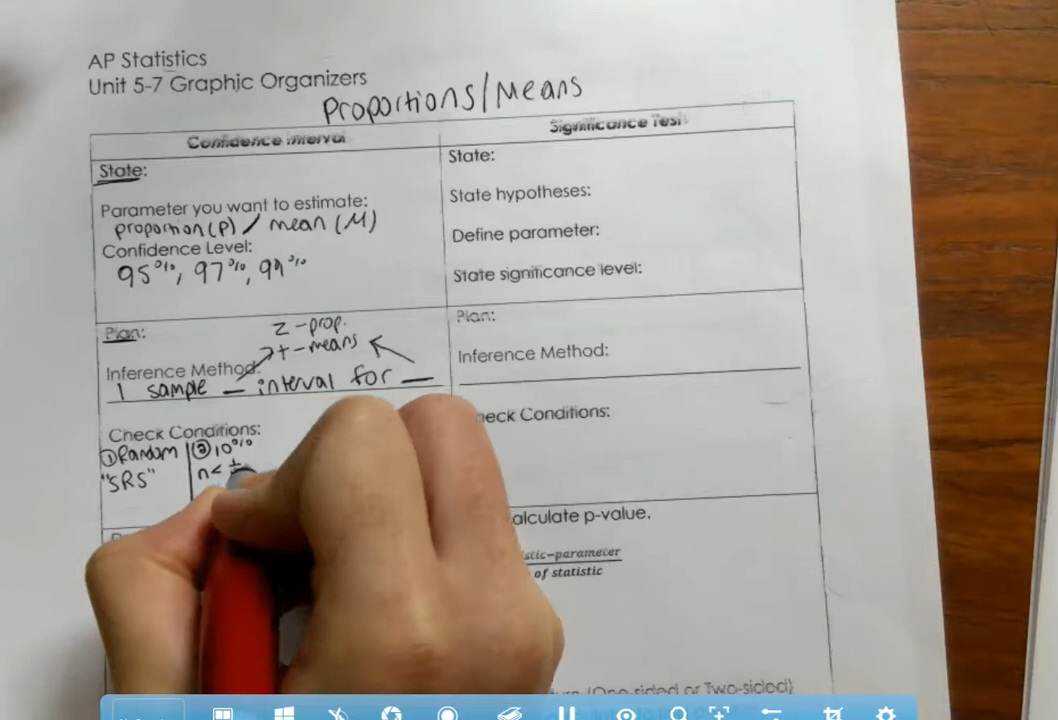 AP Statistics
Unit 5-7 Graphic Organizers
Proportions/Means
Confidence Interval
State:
Parameter you want to estimate:
proportion(p) / mean (M)
Confidence Level:
95%, 97%, 99%
Plan:
z - prop.
t - means
Inference Method:
1 sample _ interval for _
Check Conditions:
① Random
"SRS"
② 10%
n <
Significance Test
State:
State hypotheses:
Define parameter:
State significance level:
Plan:
Inference Method:
heck Conditions:
alculate p-value.
stic−parameter
of statistic
(One-sided or Two-sided)